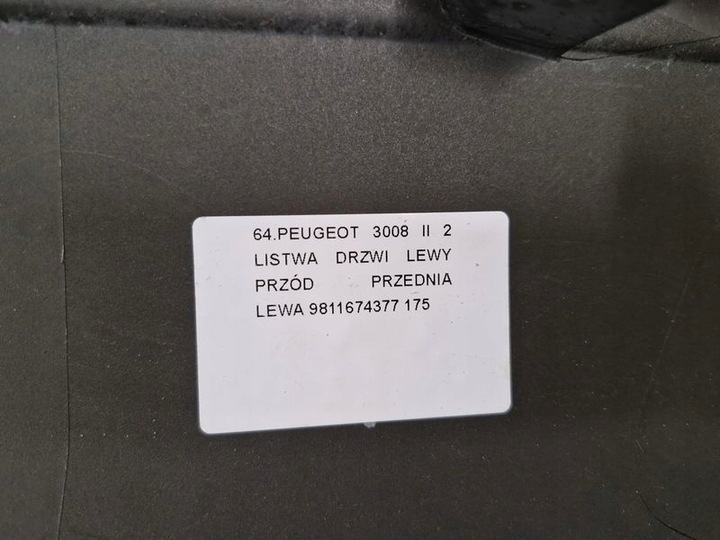 64.PEUGEOT 3008 II 2
LISTWA DRZWI LEWY
PRZÓD PRZEDNIA
LEWA 9811674377 175